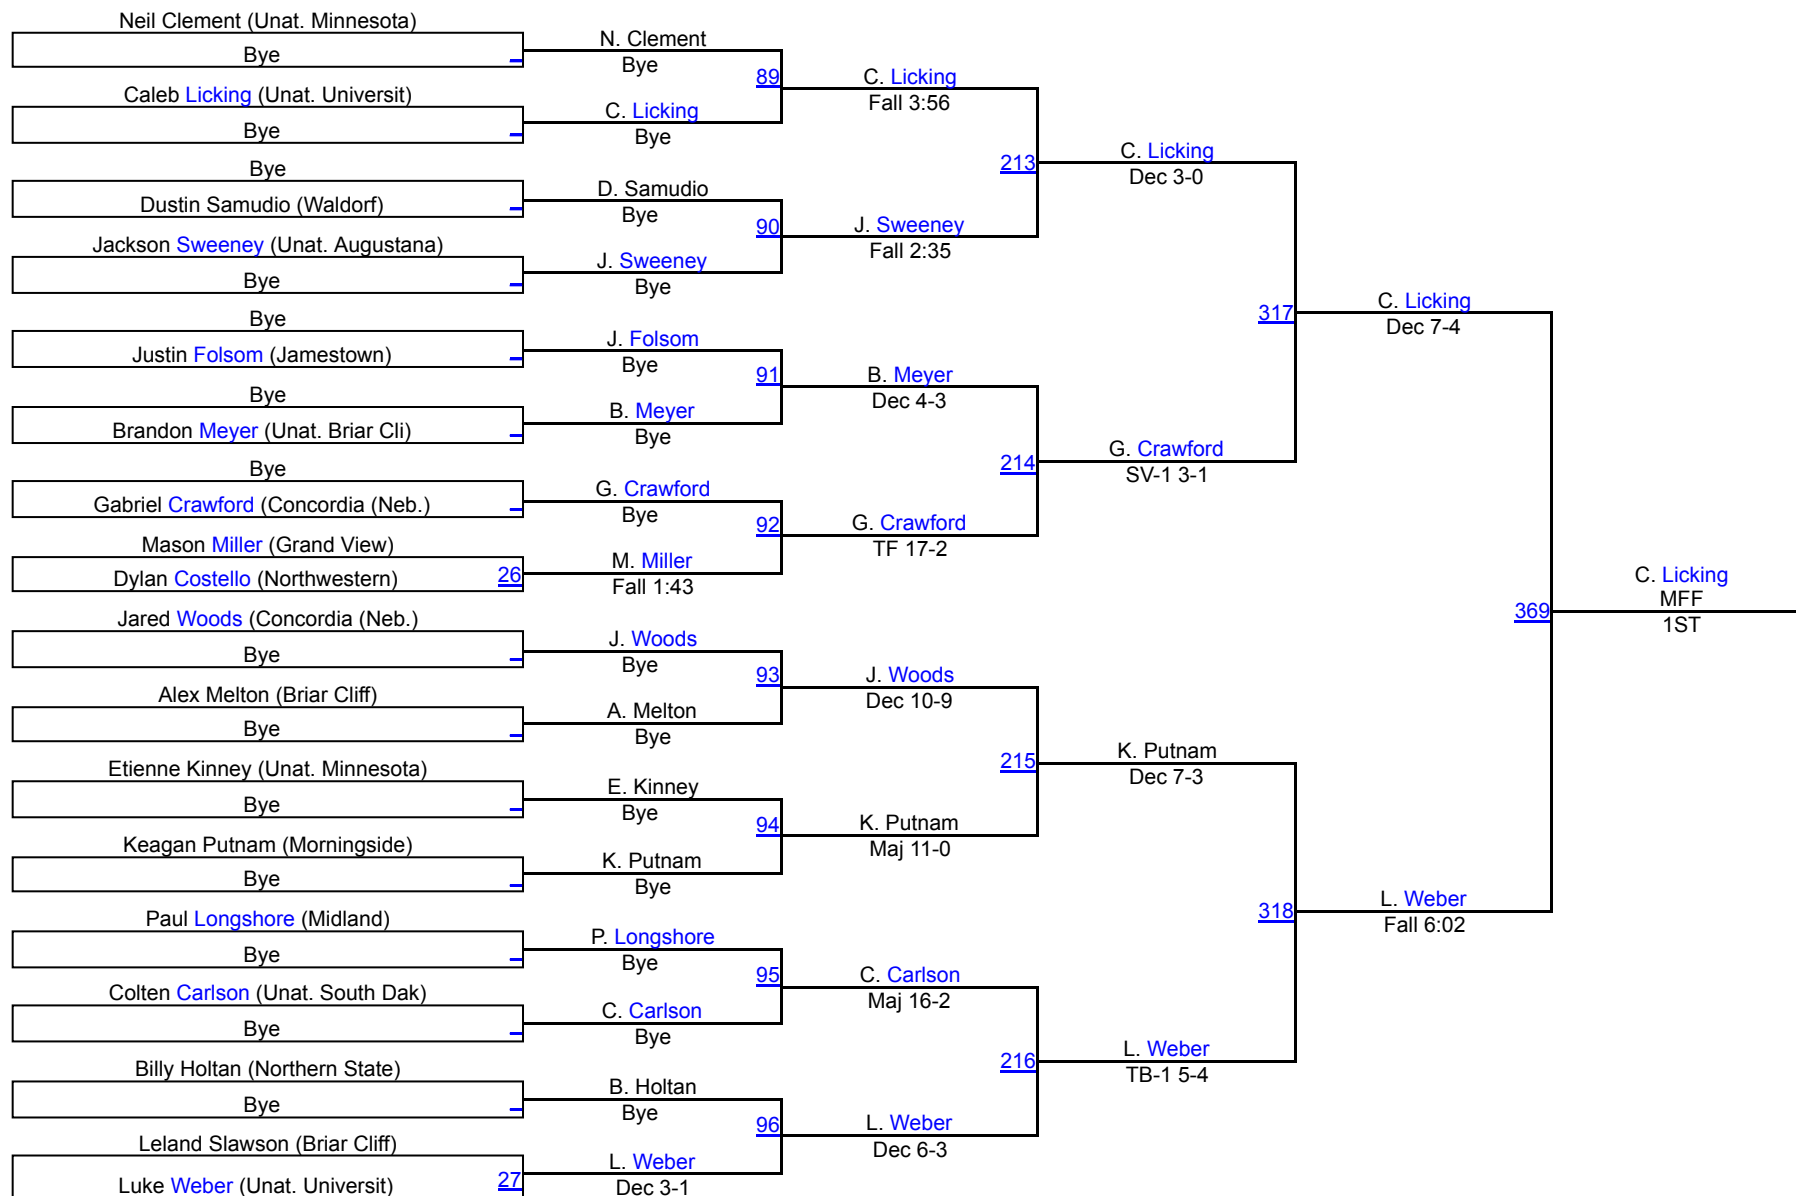 Neil Clement (Unat. Minnesota)
Bye
Caleb Licking (Unat. Universit)
Bye
Bye
Dustin Samudio (Waldorf)
Jackson Sweeney (Unat. Augustana)
Bye
Bye
Justin Folsom (Jamestown)
Bye
Brandon Meyer (Unat. Briar Cli)
Bye
Gabriel Crawford (Concordia (Neb.)
Mason Miller (Grand View)
Dylan Costello (Northwestern)
26
Jared Woods (Concordia (Neb.)
Bye
Alex Melton (Briar Cliff)
Bye
Etienne Kinney (Unat. Minnesota)
Bye
Keagan Putnam (Morningside)
Bye
Paul Longshore (Midland)
Bye
Colten Carlson (Unat. South Dak)
Bye
Billy Holtan (Northern State)
Bye
Leland Slawson (Briar Cliff)
Luke Weber (Unat. Universit)
27
N. Clement
Bye
89
C. Licking
Bye
D. Samudio
Bye
90
J. Sweeney
Bye
J. Folsom
Bye
91
B. Meyer
Bye
G. Crawford
Bye
92
M. Miller
Fall 1:43
J. Woods
Bye
93
A. Melton
Bye
E. Kinney
Bye
94
K. Putnam
Bye
P. Longshore
Bye
95
C. Carlson
Bye
B. Holtan
Bye
96
L. Weber
Dec 3-1
C. Licking
Fall 3:56
213
J. Sweeney
Fall 2:35
B. Meyer
Dec 4-3
214
G. Crawford
TF 17-2
J. Woods
Dec 10-9
215
K. Putnam
Maj 11-0
C. Carlson
Maj 16-2
216
L. Weber
Dec 6-3
C. Licking
Dec 3-0
317
G. Crawford
SV-1 3-1
K. Putnam
Dec 7-3
318
L. Weber
TB-1 5-4
C. Licking
Dec 7-4
369
L. Weber
Fall 6:02
C. Licking
MFF
1ST